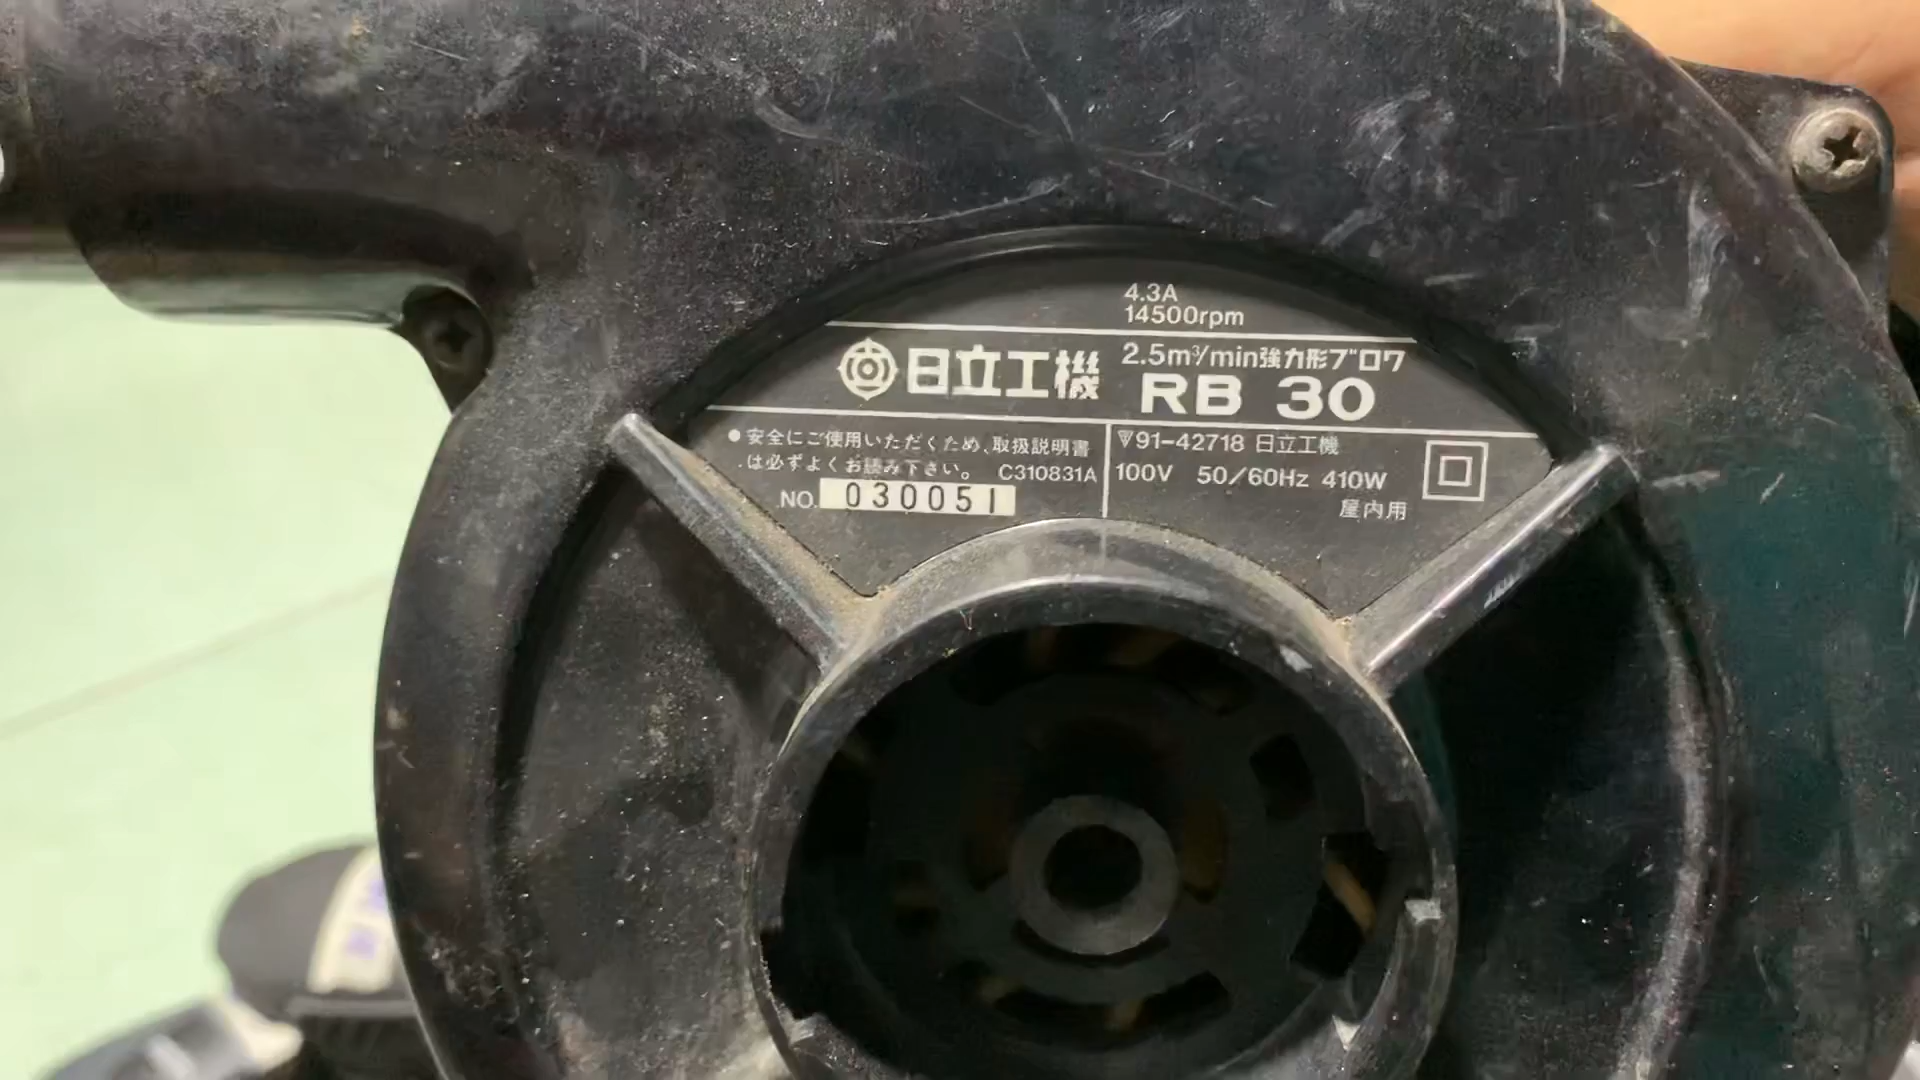 4.3A
14500rpm
日立工機
2.5m³/min強力形ブロワ
RB 30
●安全にご使用いただくため、取扱説明書
は必ずよくお読み下さい。 C310831A
NO. 030051
91-42718 日立工機
100V 50/60Hz 410W
屋内用